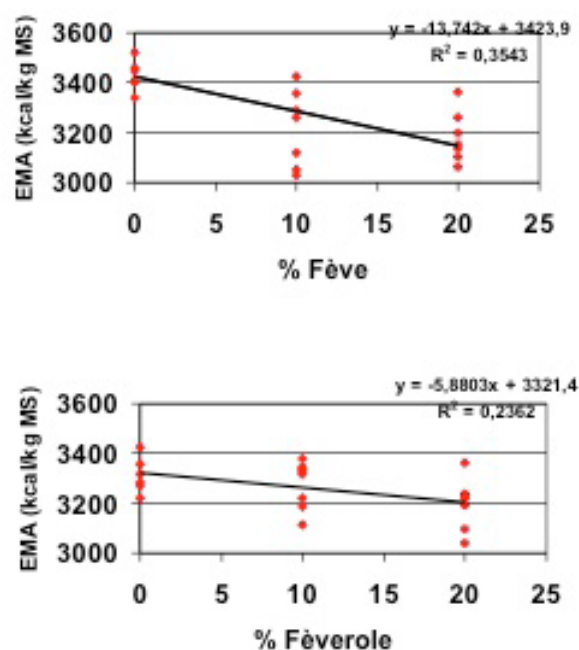 y = -13,742x + 3423,9
R² = 0,3543
EMA (kcal/kg MS)
3600
3400
3200
3000
0 5 10 15 20 25
% Fève
y = -5,8803x + 3321,4
R² = 0,2362
EMA (kcal/kg MS)
3600
3400
3200
3000
0 5 10 15 20 25
% Fèverole